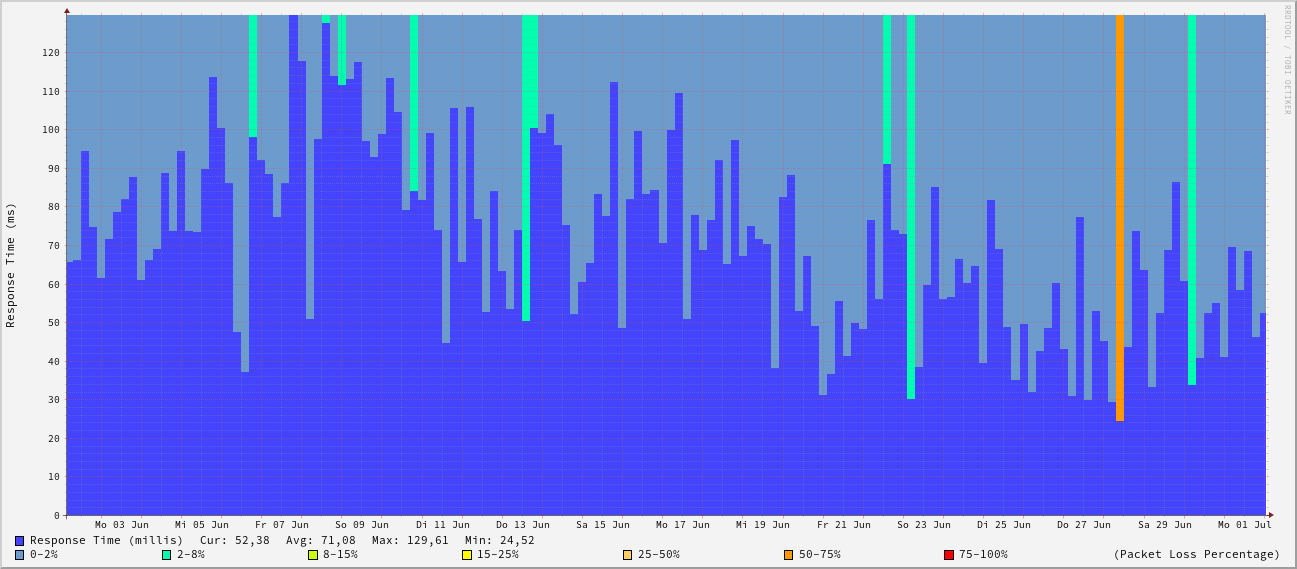 RRDTOOL / TOBI OETIKER
Response Time (ms)
120
110
100
90
80
70
60
50
40
30
20
10
0
Mo 03 Jun Mi 05 Jun Fr 07 Jun So 09 Jun Di 11 Jun Do 13 Jun Sa 15 Jun Mo 17 Jun Mi 19 Jun Fr 21 Jun So 23 Jun Di 25 Jun Do 27 Jun Sa 29 Jun Mo 01 Jul
Response Time (millis) Cur: 52,38 Avg: 71,08 Max: 129,61 Min: 24,52
0-2% 2-8% 8-15% 15-25% 25-50% 50-75% 75-100% (Packet Loss Percentage)